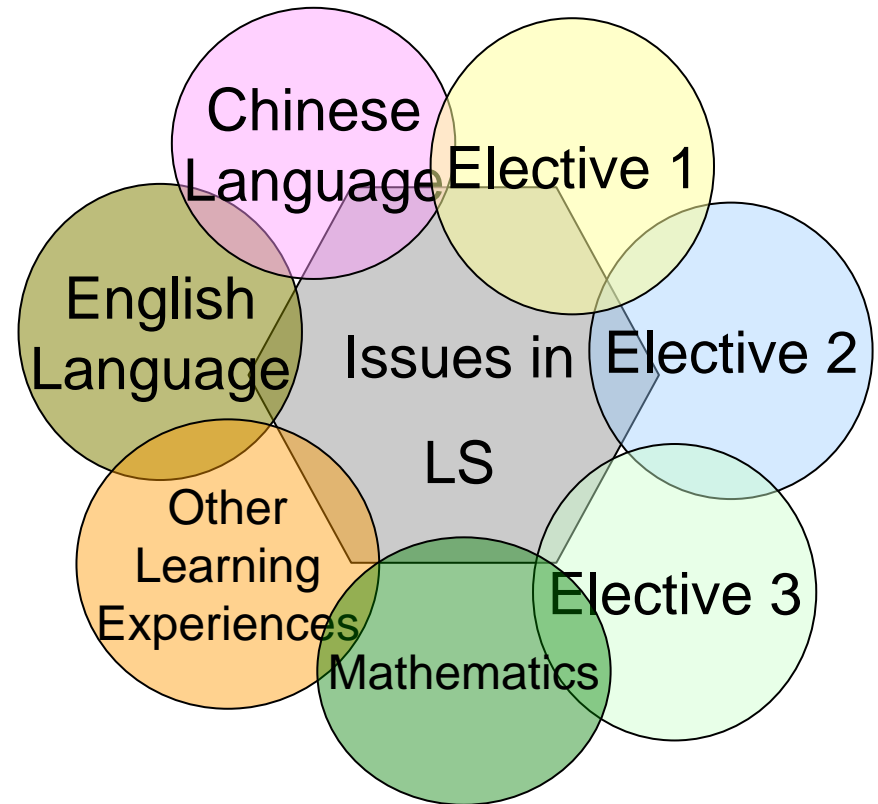 Chinese
Language
Elective 1
English
Language
Issues in
LS
Elective 2
Other
Learning
Experiences
Elective 3
Mathematics